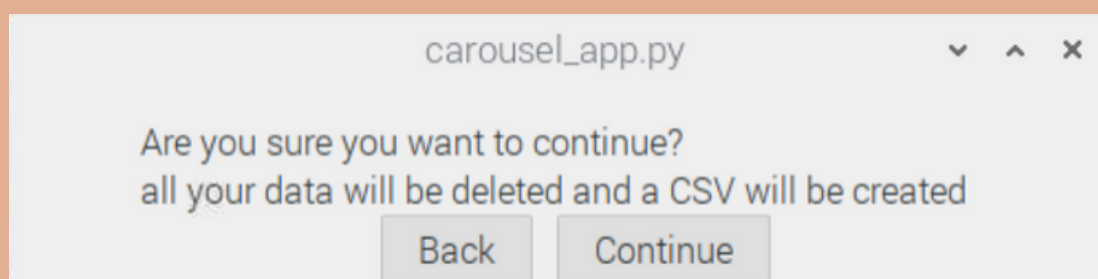 carousel_app.py
Are you sure you want to continue?
all your data will be deleted and a CSV will be created
Back Continue